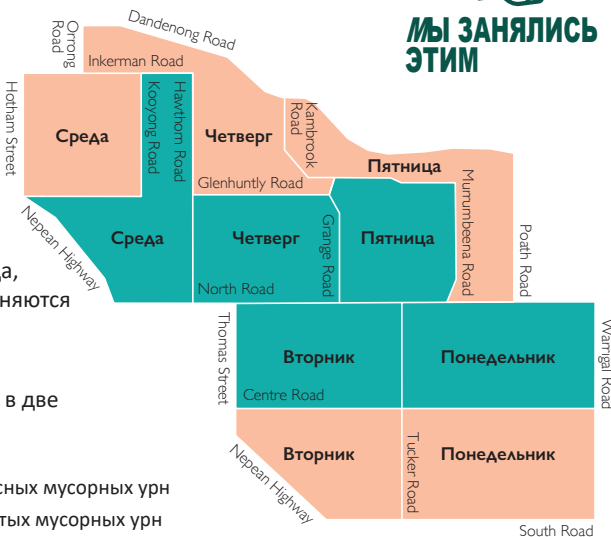 МЫ ЗАНЯЛИСЬ
ЭТИМ
Dandenong Road
Orrong
Road
Inkerman Road
Hotham Street
Kooyong Road
Hawthorn Road
Kambrook
Road
Среда
Четверг
Пятница
Glenhuntly Road
Murrumbeena Road
Nepean Highway
Среда
Четверг
Grange Road
Пятница
Poath Road
North Road
да,
няются
Thomas Street
Вторник
Понедельник
Warrigal Road
Centre Road
в две
Вторник
Tucker Road
Понедельник
Nepean Highway
сных мусорных урн
тых мусорных урн
South Road